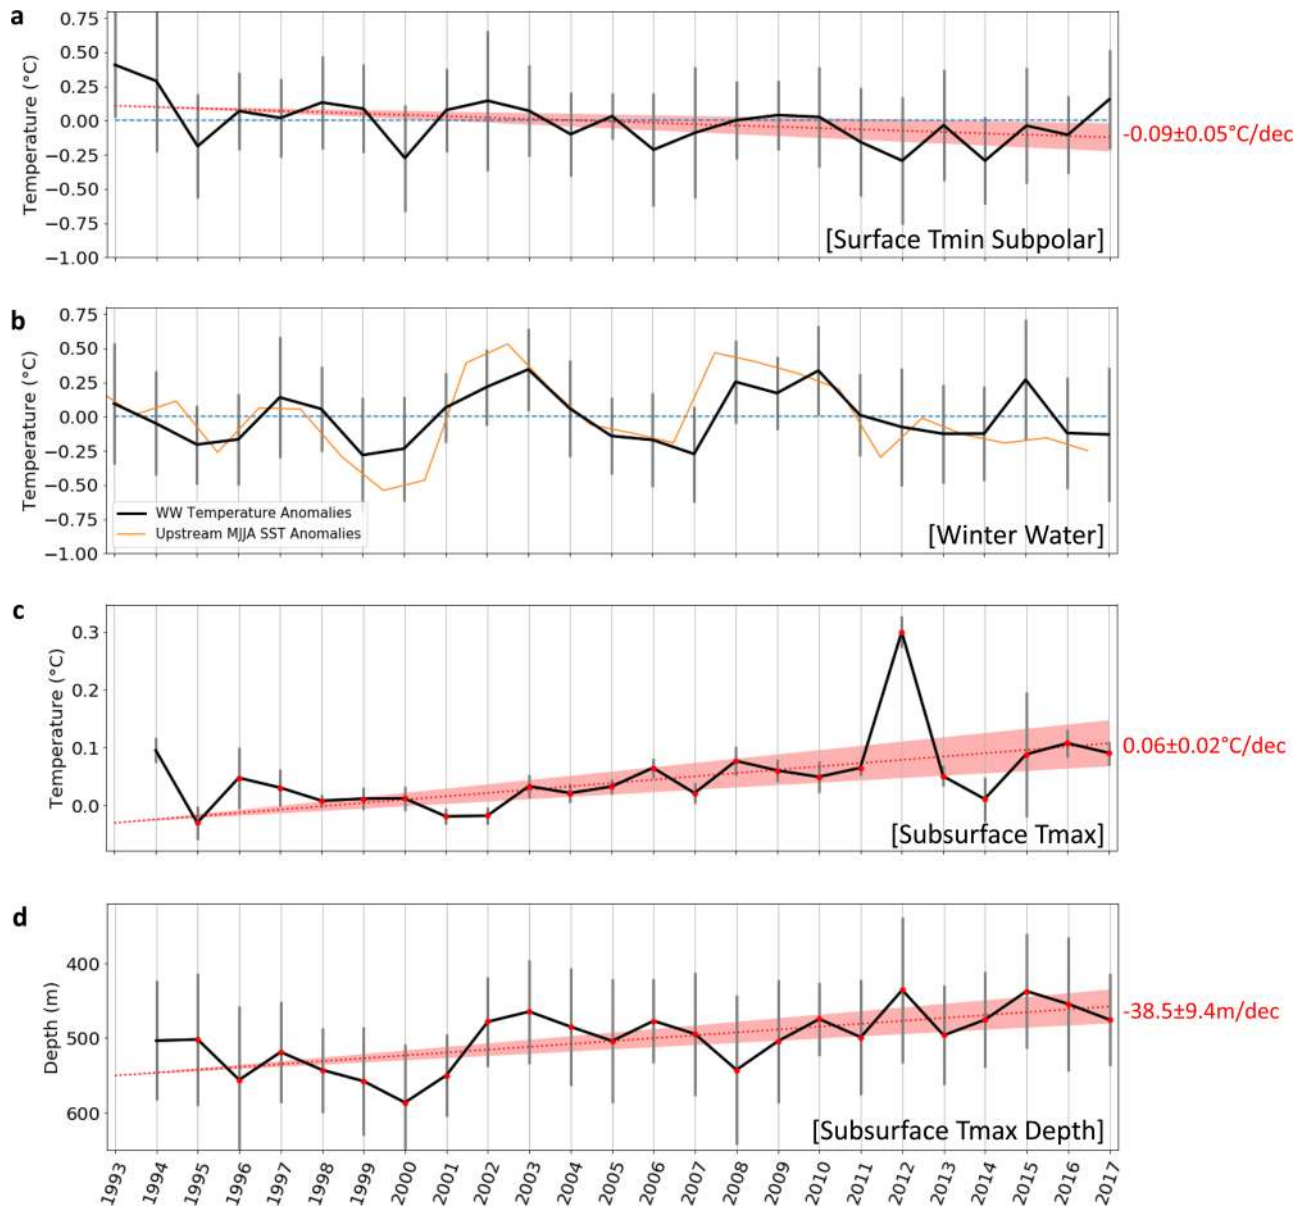 a
0.75
0.50
0.25
0.00
−0.25
−0.50
−0.75
−1.00
Temperature (°C)
-0.09±0.05°C/dec
[Surface Tmin Subpolar]
b
0.75
0.50
0.25
0.00
−0.25
−0.50
−0.75
−1.00
Temperature (°C)
WW Temperature Anomalies
Upstream MJJA SST Anomalies
[Winter Water]
c
0.3
0.2
0.1
0.0
Temperature (°C)
0.06±0.02°C/dec
[Subsurface Tmax]
d
400
500
600
Depth (m)
-38.5±9.4m/dec
[Subsurface Tmax Depth]
1993
1994
1995
1996
1997
1998
1999
2000
2001
2002
2003
2004
2005
2006
2007
2008
2009
2010
2011
2012
2013
2014
2015
2016
2017